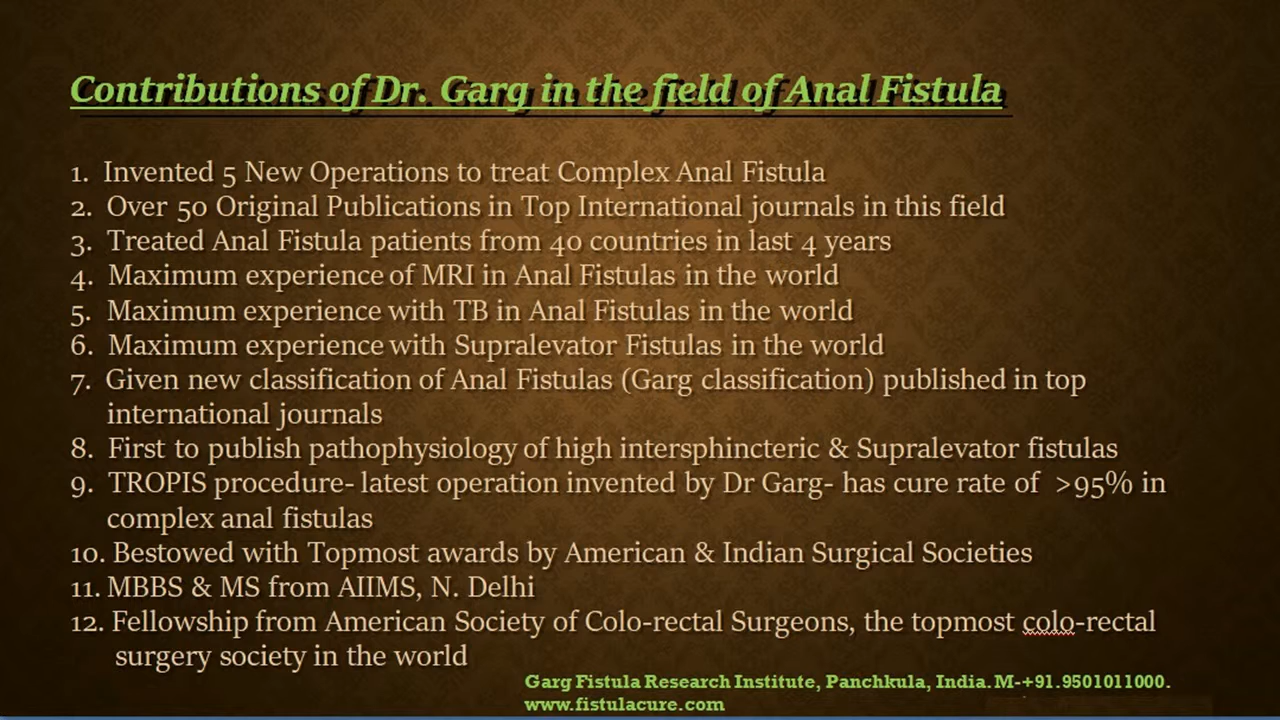 Contributions of Dr. Garg in the field of Anal Fistula
1. Invented 5 New Operations to treat Complex Anal Fistula
2. Over 50 Original Publications in Top International journals in this field
3. Treated Anal Fistula patients from 40 countries in last 4 years
4. Maximum experience of MRI in Anal Fistulas in the world
5. Maximum experience with TB in Anal Fistulas in the world
6. Maximum experience with Supralevator Fistulas in the world
7. Given new classification of Anal Fistulas (Garg classification) published in top
international journals
8. First to publish pathophysiology of high intersphincteric & Supralevator fistulas
9. TROPIS procedure- latest operation invented by Dr Garg- has cure rate of >95% in
complex anal fistulas
10. Bestowed with Topmost awards by American & Indian Surgical Societies
11. MBBS & MS from AIIMS, N. Delhi
12. Fellowship from American Society of Colo-rectal Surgeons, the topmost colo-rectal
surgery society in the world
Garg Fistula Research Institute, Panchkula, India. M-+91.9501011000.
www.fistulacure.com